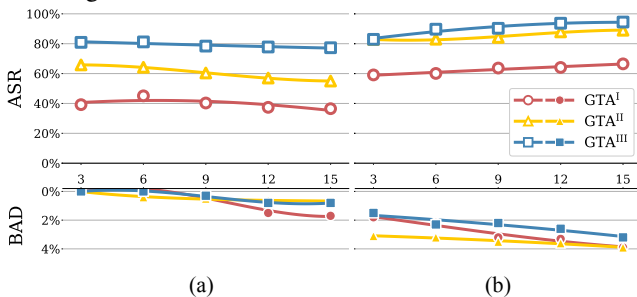 100%
80%
60%
40%
20%
0%
ASR
GTA^I
GTA^II
GTA^III
3 6 9 12 15
3 6 9 12 15
0%
2%
4%
BAD
(a)
(b)